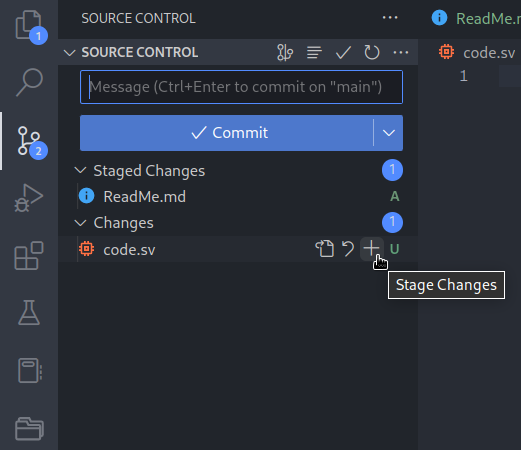 SOURCE CONTROL
SOURCE CONTROL
Message (Ctrl+Enter to commit on "main")
Commit
Staged Changes 1
ReadMe.md A
Changes 1
code.sv U
Stage Changes
1
2
ReadMe.r
code.sv
1